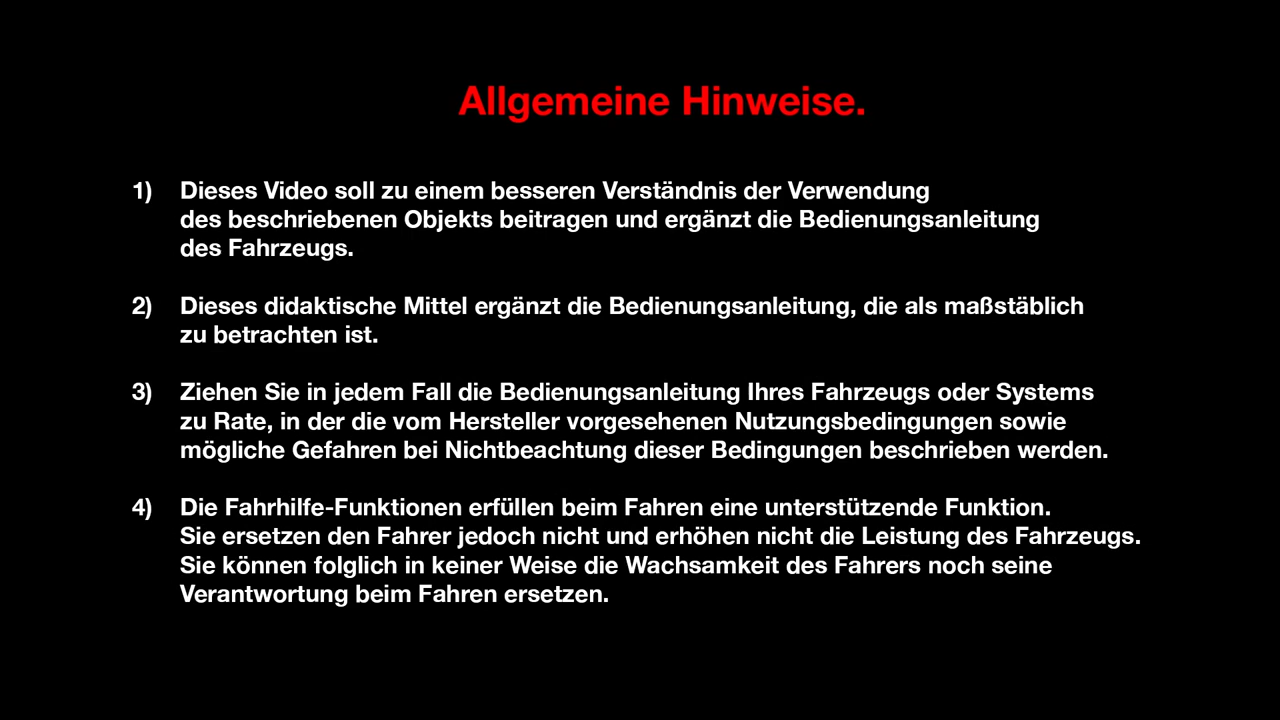 Allgemeine Hinweise.
1) Dieses Video soll zu einem besseren Verständnis der Verwendung
des beschriebenen Objekts beitragen und ergänzt die Bedienungsanleitung
des Fahrzeugs.
2) Dieses didaktische Mittel ergänzt die Bedienungsanleitung, die als maßstäblich
zu betrachten ist.
3) Ziehen Sie in jedem Fall die Bedienungsanleitung Ihres Fahrzeugs oder Systems
zu Rate, in der die vom Hersteller vorgesehenen Nutzungsbedingungen sowie
mögliche Gefahren bei Nichtbeachtung dieser Bedingungen beschrieben werden.
4) Die Fahrhilfe-Funktionen erfüllen beim Fahren eine unterstützende Funktion.
Sie ersetzen den Fahrer jedoch nicht und erhöhen nicht die Leistung des Fahrzeugs.
Sie können folglich in keiner Weise die Wachsamkeit des Fahrers noch seine
Verantwortung beim Fahren ersetzen.